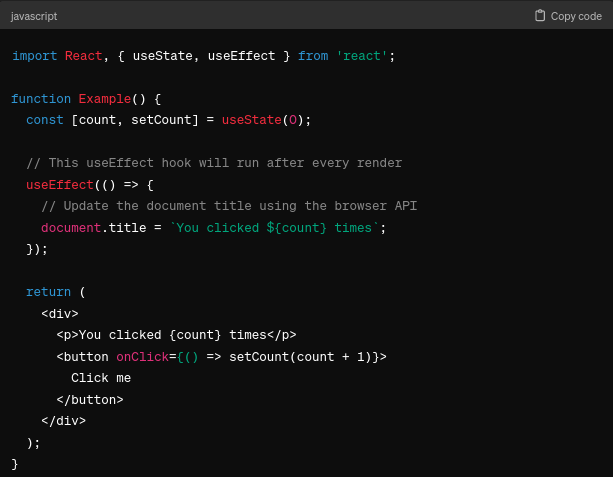 javascript
Copy code
import React, { useState, useEffect } from 'react';
function Example() {
const [count, setCount] = useState(0);
// This useEffect hook will run after every render
useEffect(() => {
// Update the document title using the browser API
document.title = `You clicked ${count} times`;
});
return (
<div>
<p>You clicked {count} times</p>
<button onClick={() => setCount(count + 1)}>
Click me
</button>
</div>
);
}